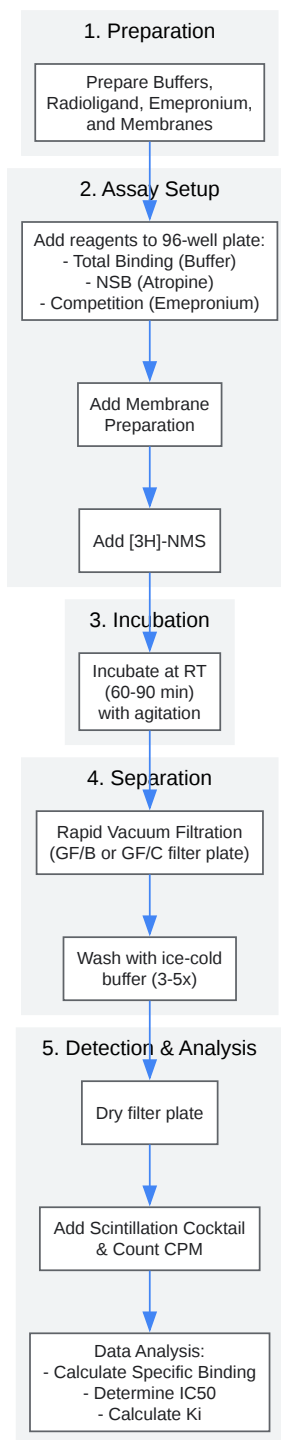 1. Preparation
Prepare Buffers,
Radioligand, Emepronium,
and Membranes
2. Assay Setup
Add reagents to 96-well plate:
- Total Binding (Buffer)
- NSB (Atropine)
- Competition (Emepronium)
Add Membrane
Preparation
Add [3H]-NMS
3. Incubation
Incubate at RT
(60-90 min)
with agitation
4. Separation
Rapid Vacuum Filtration
(GF/B or GF/C filter plate)
Wash with ice-cold
buffer (3-5x)
5. Detection & Analysis
Dry filter plate
Add Scintillation Cocktail
& Count CPM
Data Analysis:
- Calculate Specific Binding
- Determine IC50
- Calculate Ki